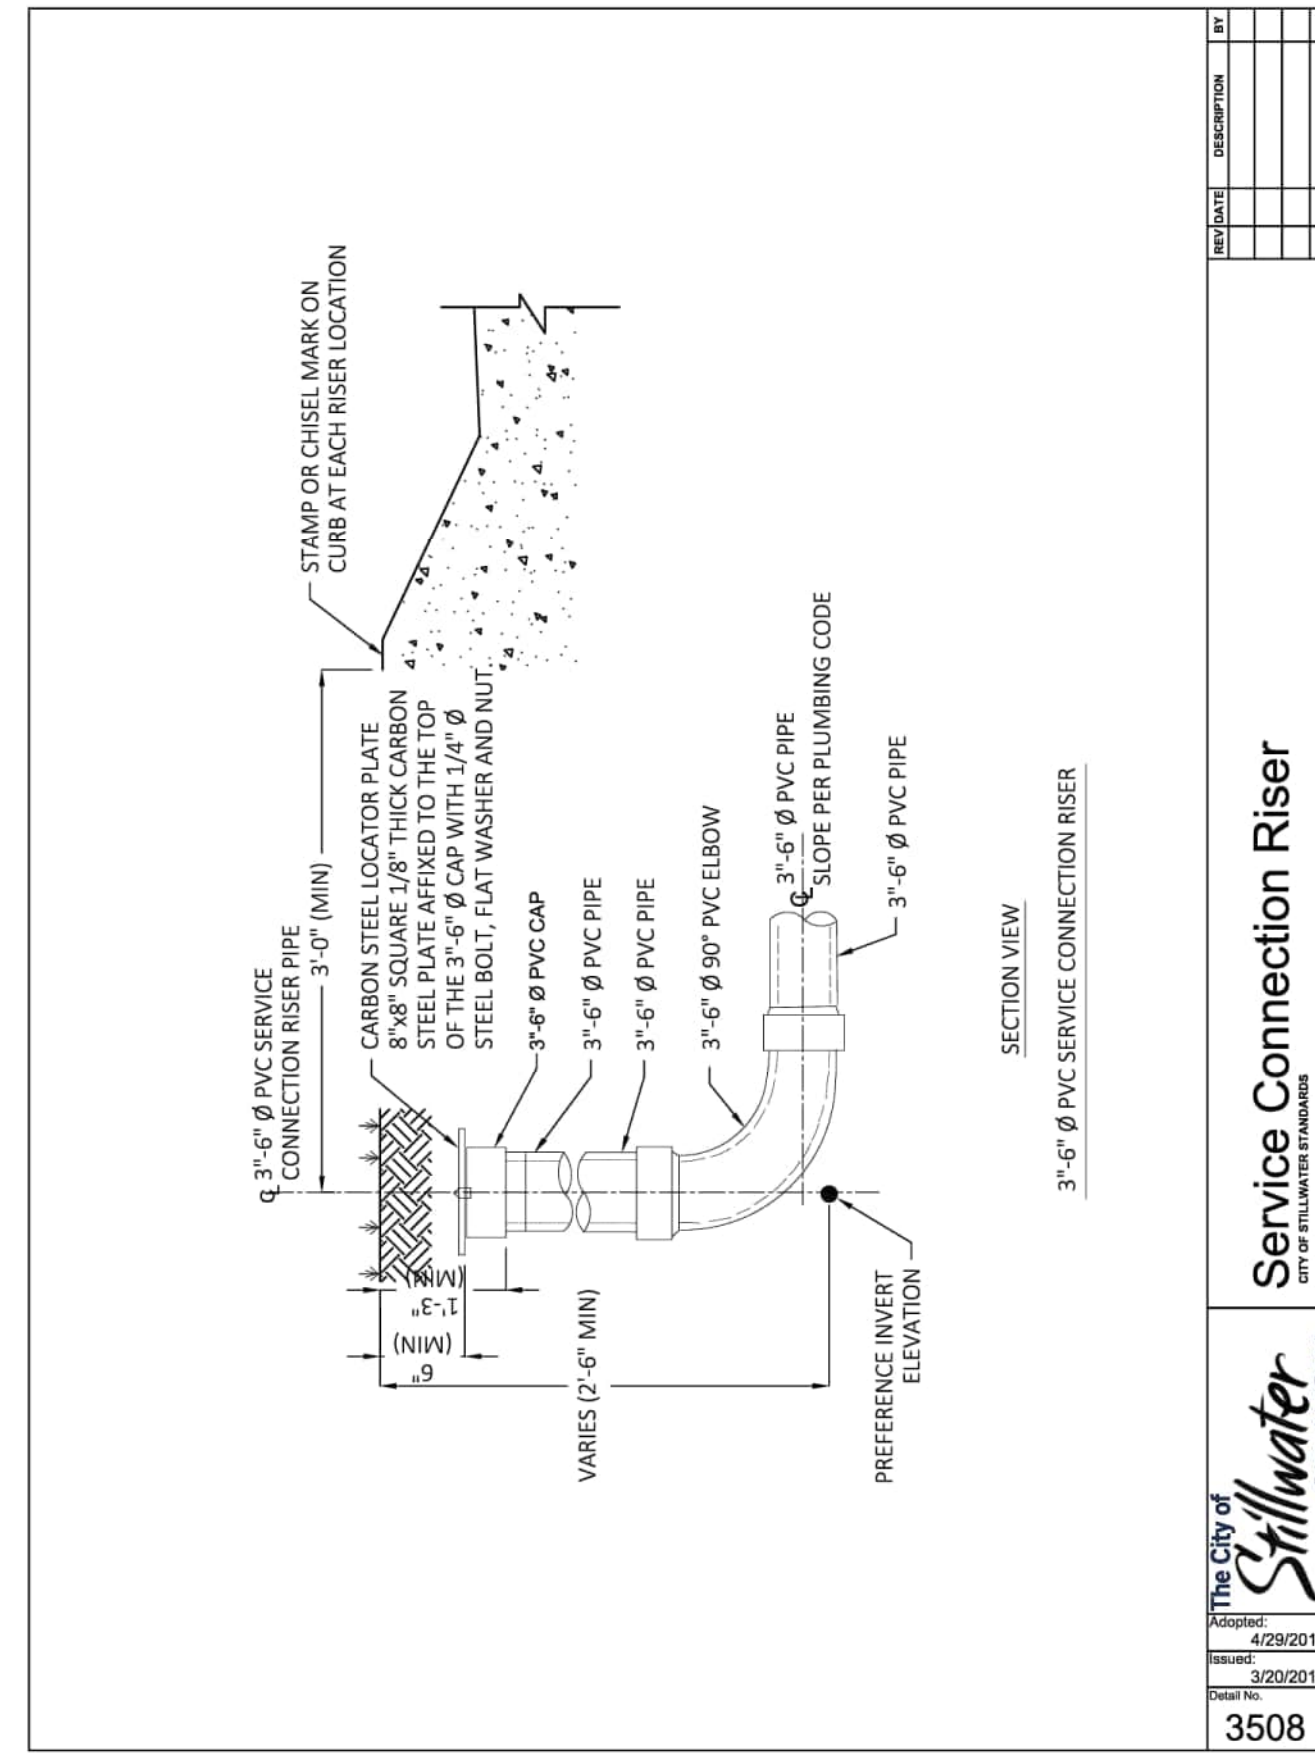 STAMP OR CHISEL MARK ON
CURB AT EACH RISER LOCATION
℄ 3"-6" Ø PVC SERVICE
CONNECTION RISER PIPE
3'-0" (MIN)
CARBON STEEL LOCATOR PLATE
8"x8" SQUARE 1/8" THICK CARBON
STEEL PLATE AFFIXED TO THE TOP
OF THE 3"-6" Ø CAP WITH 1/4" Ø
STEEL BOLT, FLAT WASHER AND NUT
3"-6" Ø PVC CAP
3"-6" Ø PVC PIPE
3"-6" Ø PVC PIPE
3"-6" Ø 90° PVC ELBOW
℄ 3"-6" Ø PVC PIPE
SLOPE PER PLUMBING CODE
3"-6" Ø PVC PIPE
1'-3"
(MIN)
6"
(MIN)
VARIES (2'-6" MIN)
PREFERENCE INVERT
ELEVATION
SECTION VIEW
3"-6" Ø PVC SERVICE CONNECTION RISER
REV DATE DESCRIPTION BY
Service Connection Riser
CITY OF STILLWATER STANDARDS
The City of
Stillwater
Adopted:
4/29/201
Issued:
3/20/201
Detail No.
3508